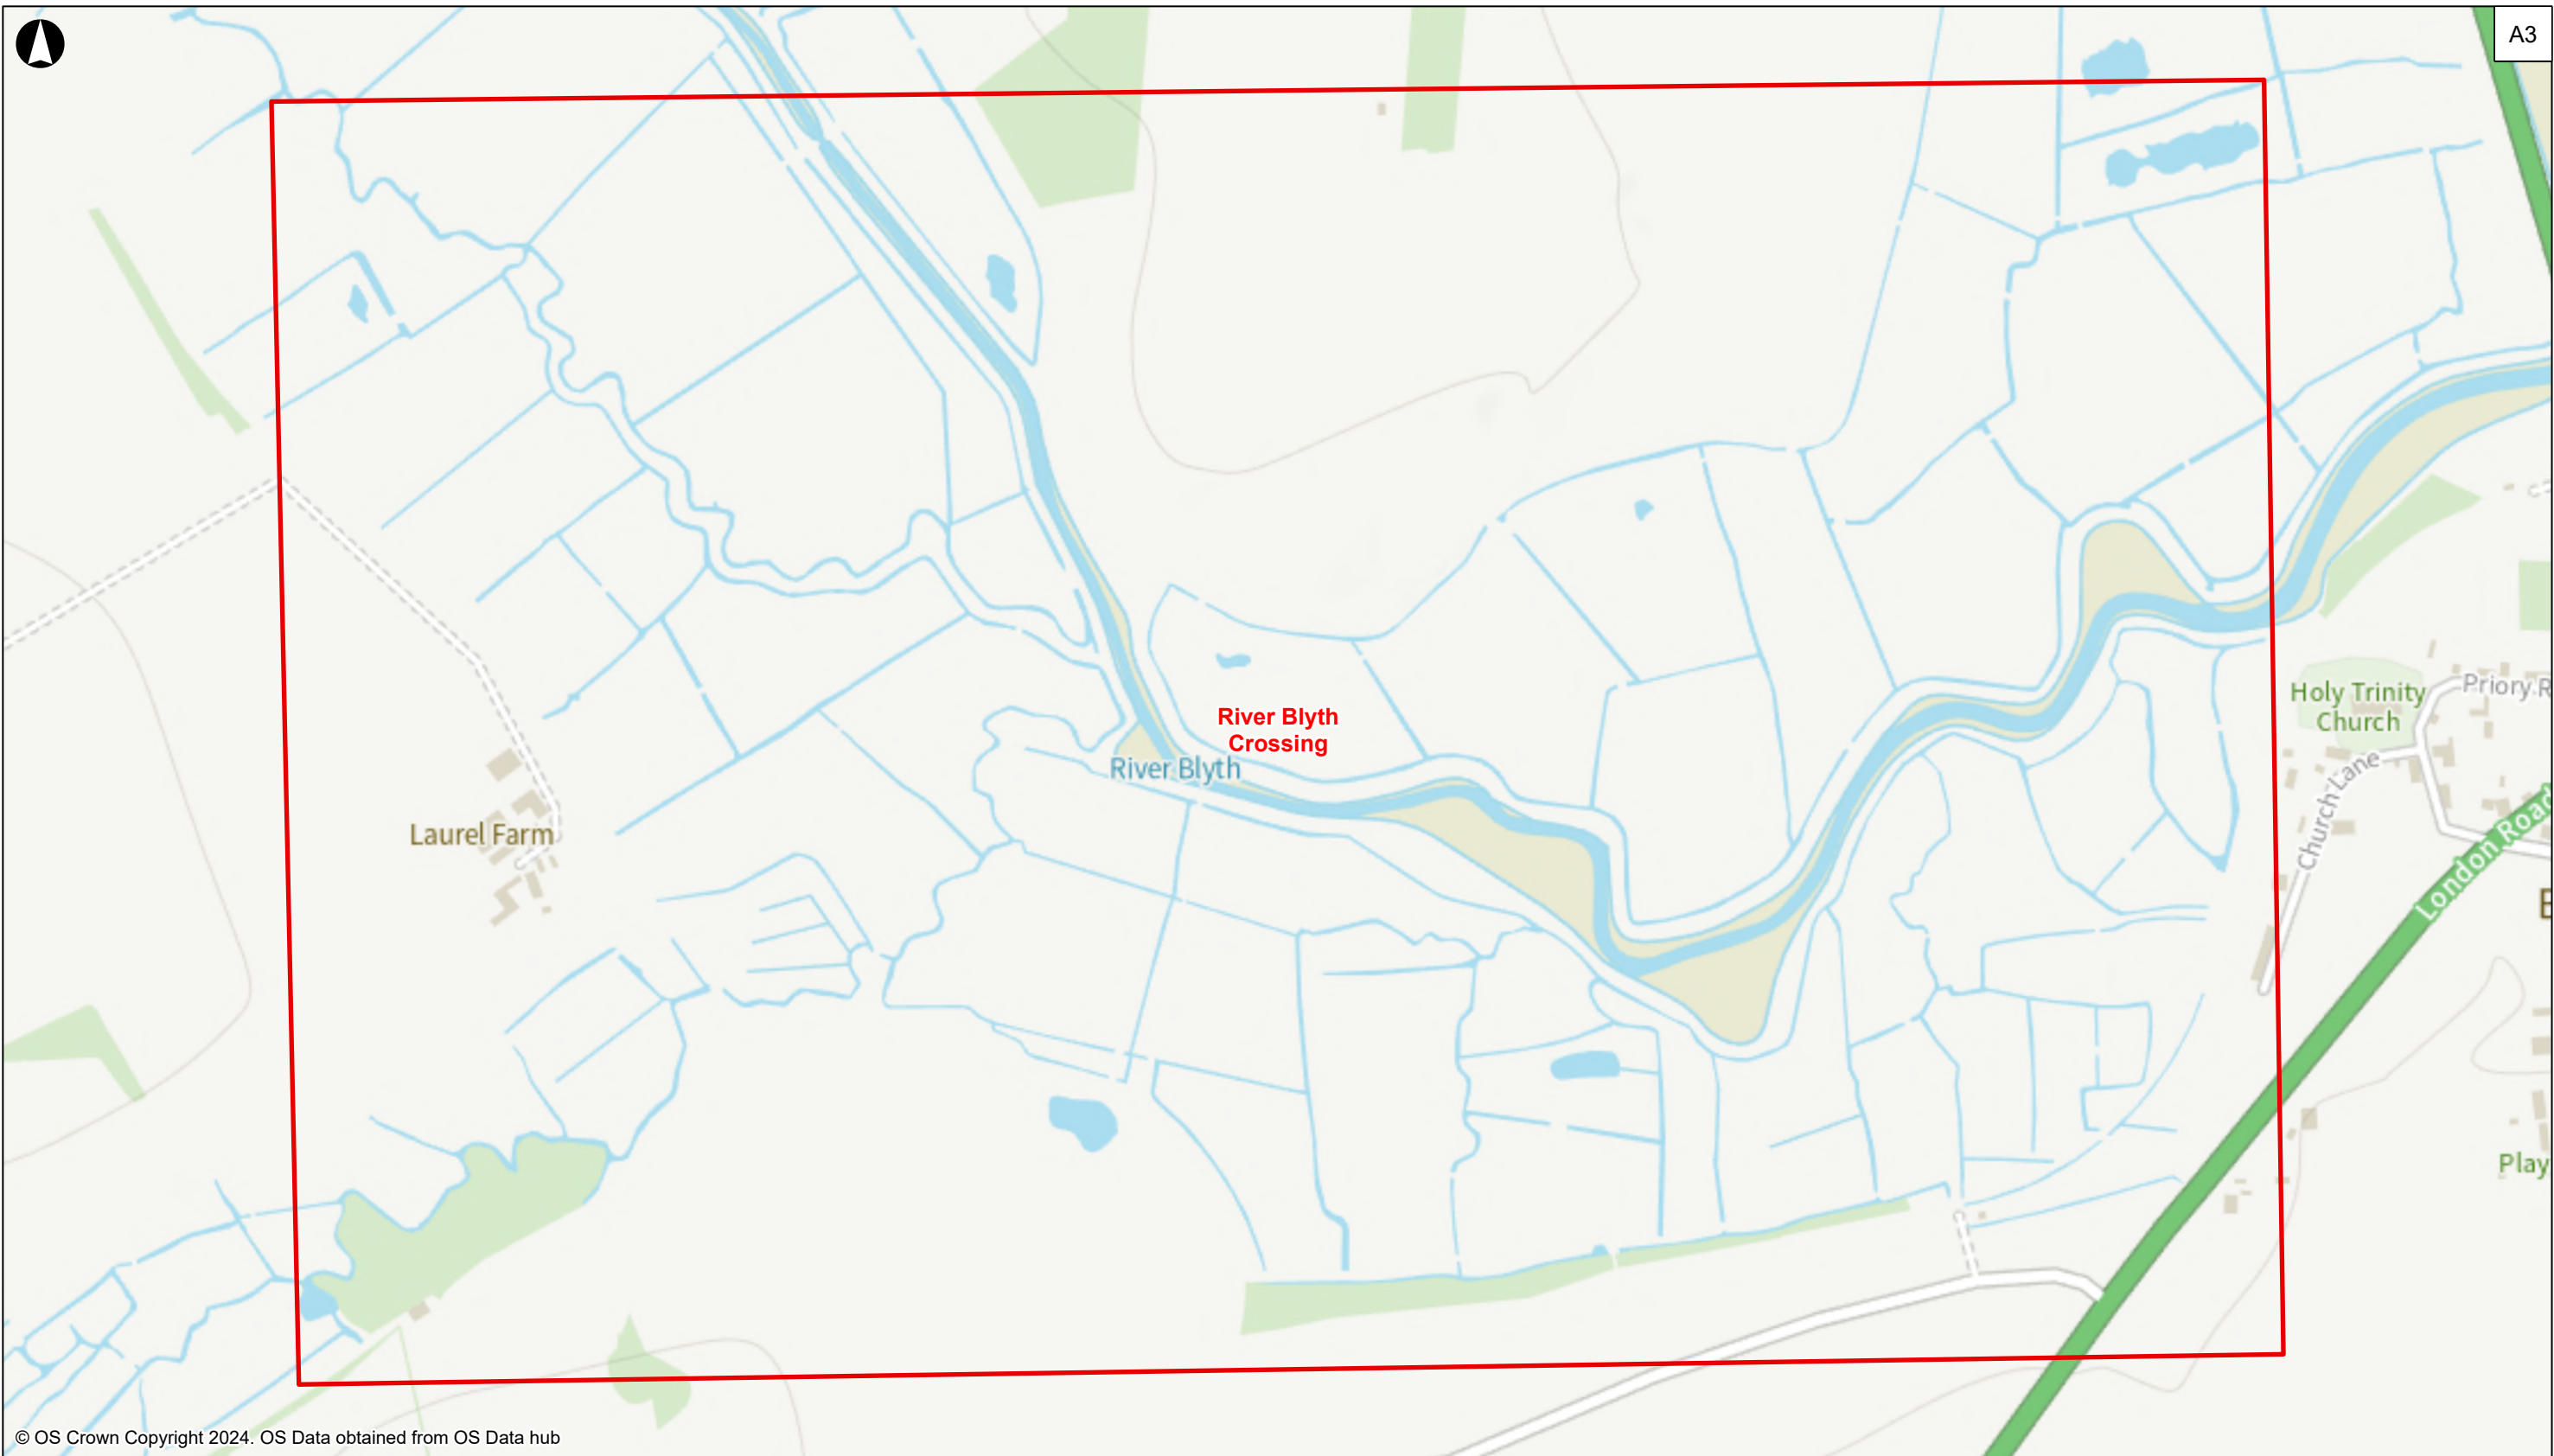 A3
River Blyth
Crossing
River Blyth
Holy Trinity
Church
Priory R
Church Lane
London Road
Laurel Farm
E
Play
© OS Crown Copyright 2024. OS Data obtained from OS Data hub